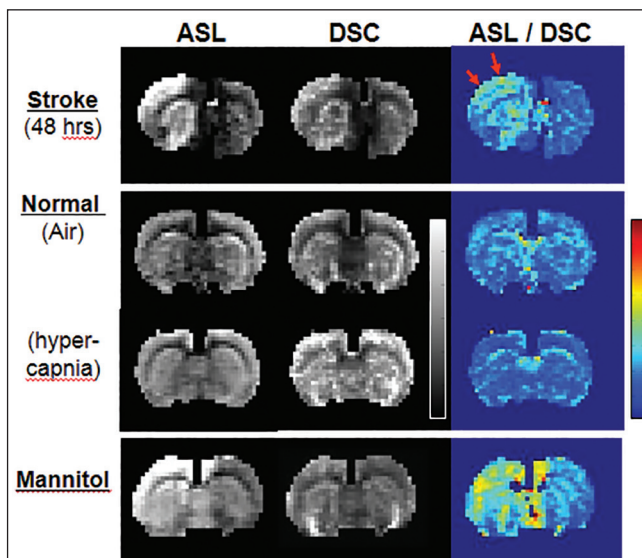 ASL DSC ASL / DSC
Stroke
(48 hrs)
Normal
(Air)
(hyper-
capnia)
Mannitol